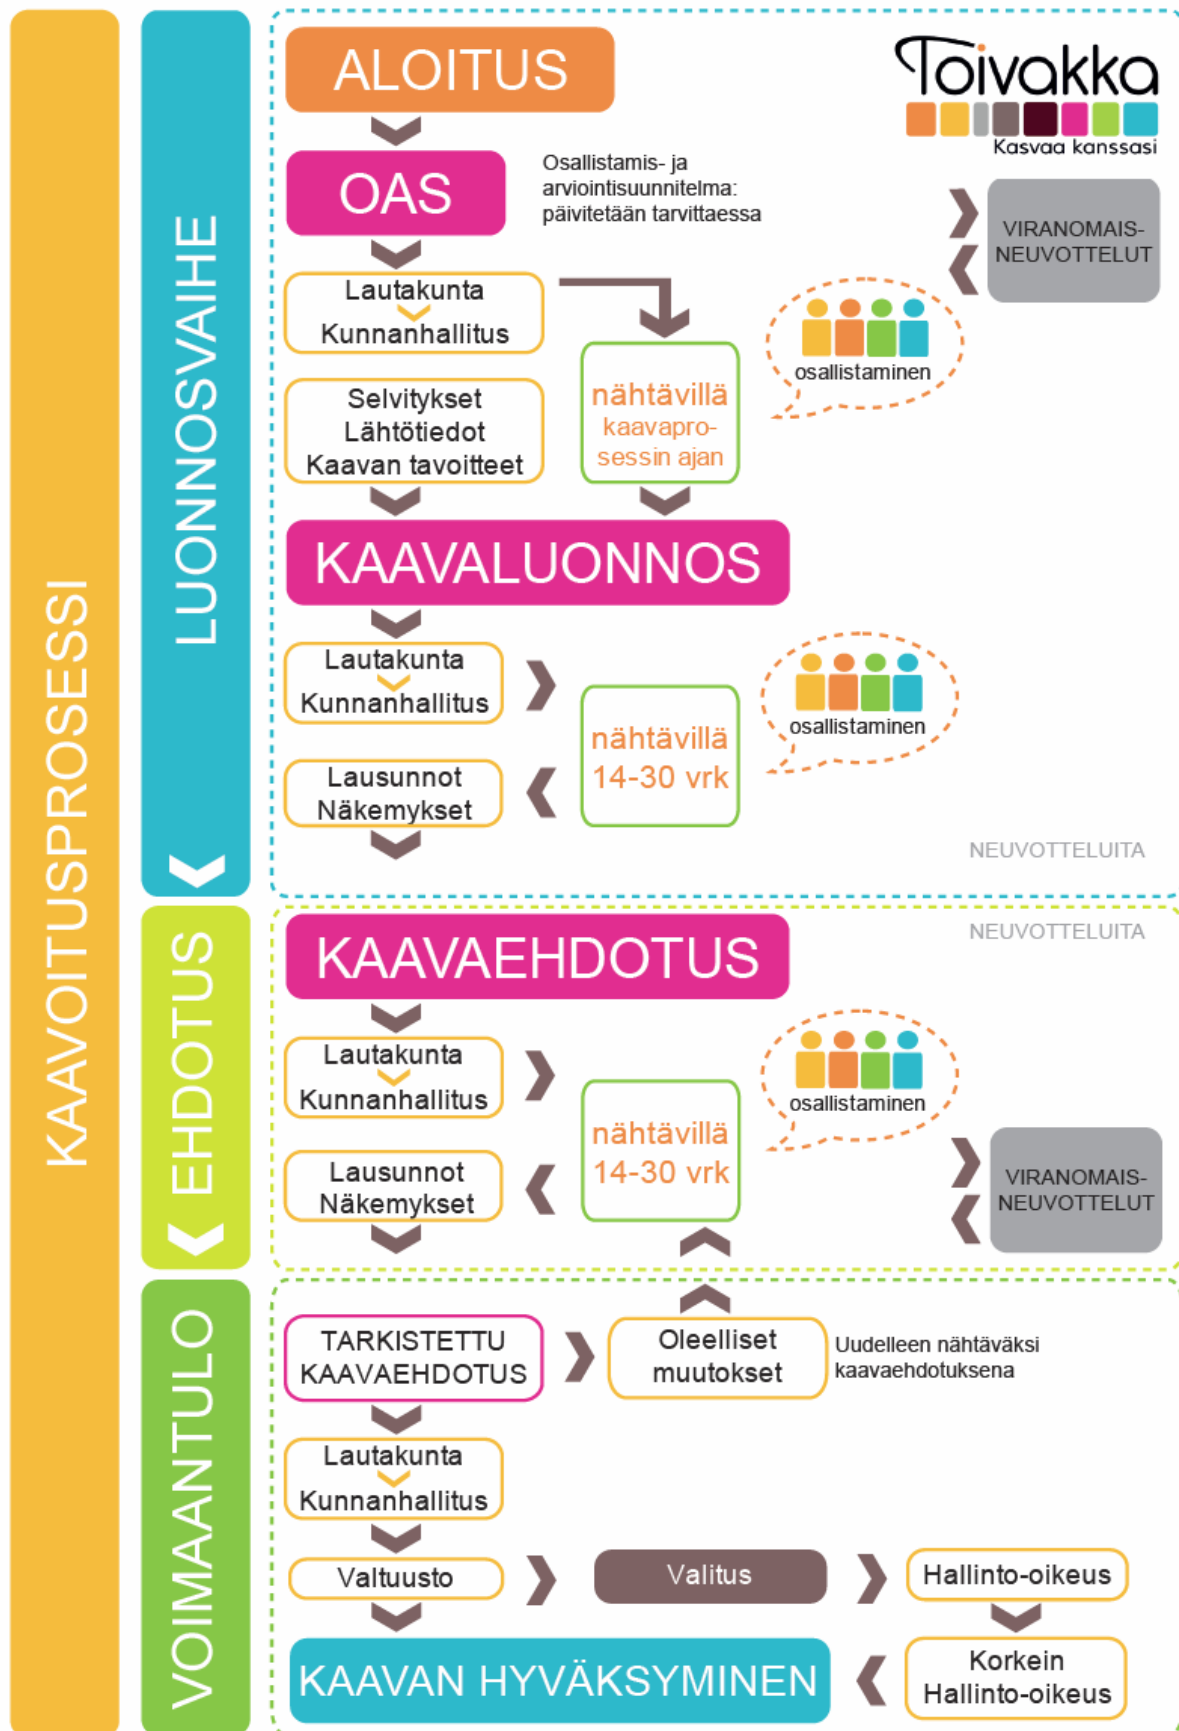 KAAVOITUSPROSESSI
LUONNOSVAIHE
ALOITUS
Toivakka
Kasvaa kanssasi
OAS
Osallistamis- ja
arviointisuunnitelma:
päivitetään tarvittaessa
VIRANOMAIS-
NEUVOTTELUT
Lautakunta
Kunnanhallitus
osallistaminen
nähtävillä
kaavapro-
sessin ajan
Selvitykset
Lähtötiedot
Kaavan tavoitteet
KAAVALUONNOS
Lautakunta
Kunnanhallitus
nähtävillä
14-30 vrk
osallistaminen
Lausunnot
Näkemykset
NEUVOTTELUITA
EHDOTUS
KAAVAEHDOTUS
NEUVOTTELUITA
Lautakunta
Kunnanhallitus
nähtävillä
14-30 vrk
osallistaminen
Lausunnot
Näkemykset
VIRANOMAIS-
NEUVOTTELUT
VOIMAANTULO
TARKISTETTU
KAAVAEHDOTUS
Oleelliset
muutokset
Uudelleen nähtäväksi
kaavaehdotuksena
Lautakunta
Kunnanhallitus
Valtuusto
Valitus
Hallinto-oikeus
Korkein
Hallinto-oikeus
KAAVAN HYVÄKSYMINEN